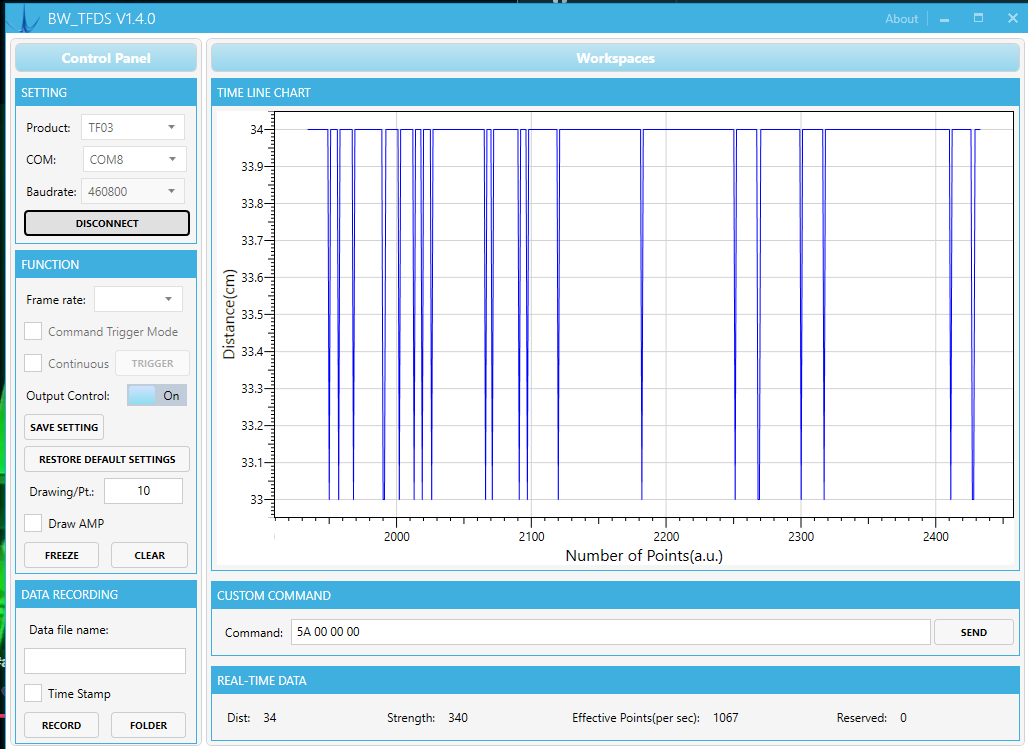 BW_TFDS V1.4.0
About
Control Panel
Workspaces
SETTING
Product: TF03
COM: COM8
Baudrate: 460800
DISCONNECT
FUNCTION
Frame rate:
Command Trigger Mode
Continuous TRIGGER
Output Control: On
SAVE SETTING
RESTORE DEFAULT SETTINGS
Drawing/Pt.: 10
Draw AMP
FREEZE CLEAR
DATA RECORDING
Data file name:
Time Stamp
RECORD FOLDER
TIME LINE CHART
Distance(cm)
34
33.9
33.8
33.7
33.6
33.5
33.4
33.3
33.2
33.1
33
2000 2100 2200 2300 2400
Number of Points(a.u.)
CUSTOM COMMAND
Command: 5A 00 00 00 SEND
REAL-TIME DATA
Dist: 34 Strength: 340 Effective Points(per sec): 1067 Reserved: 0